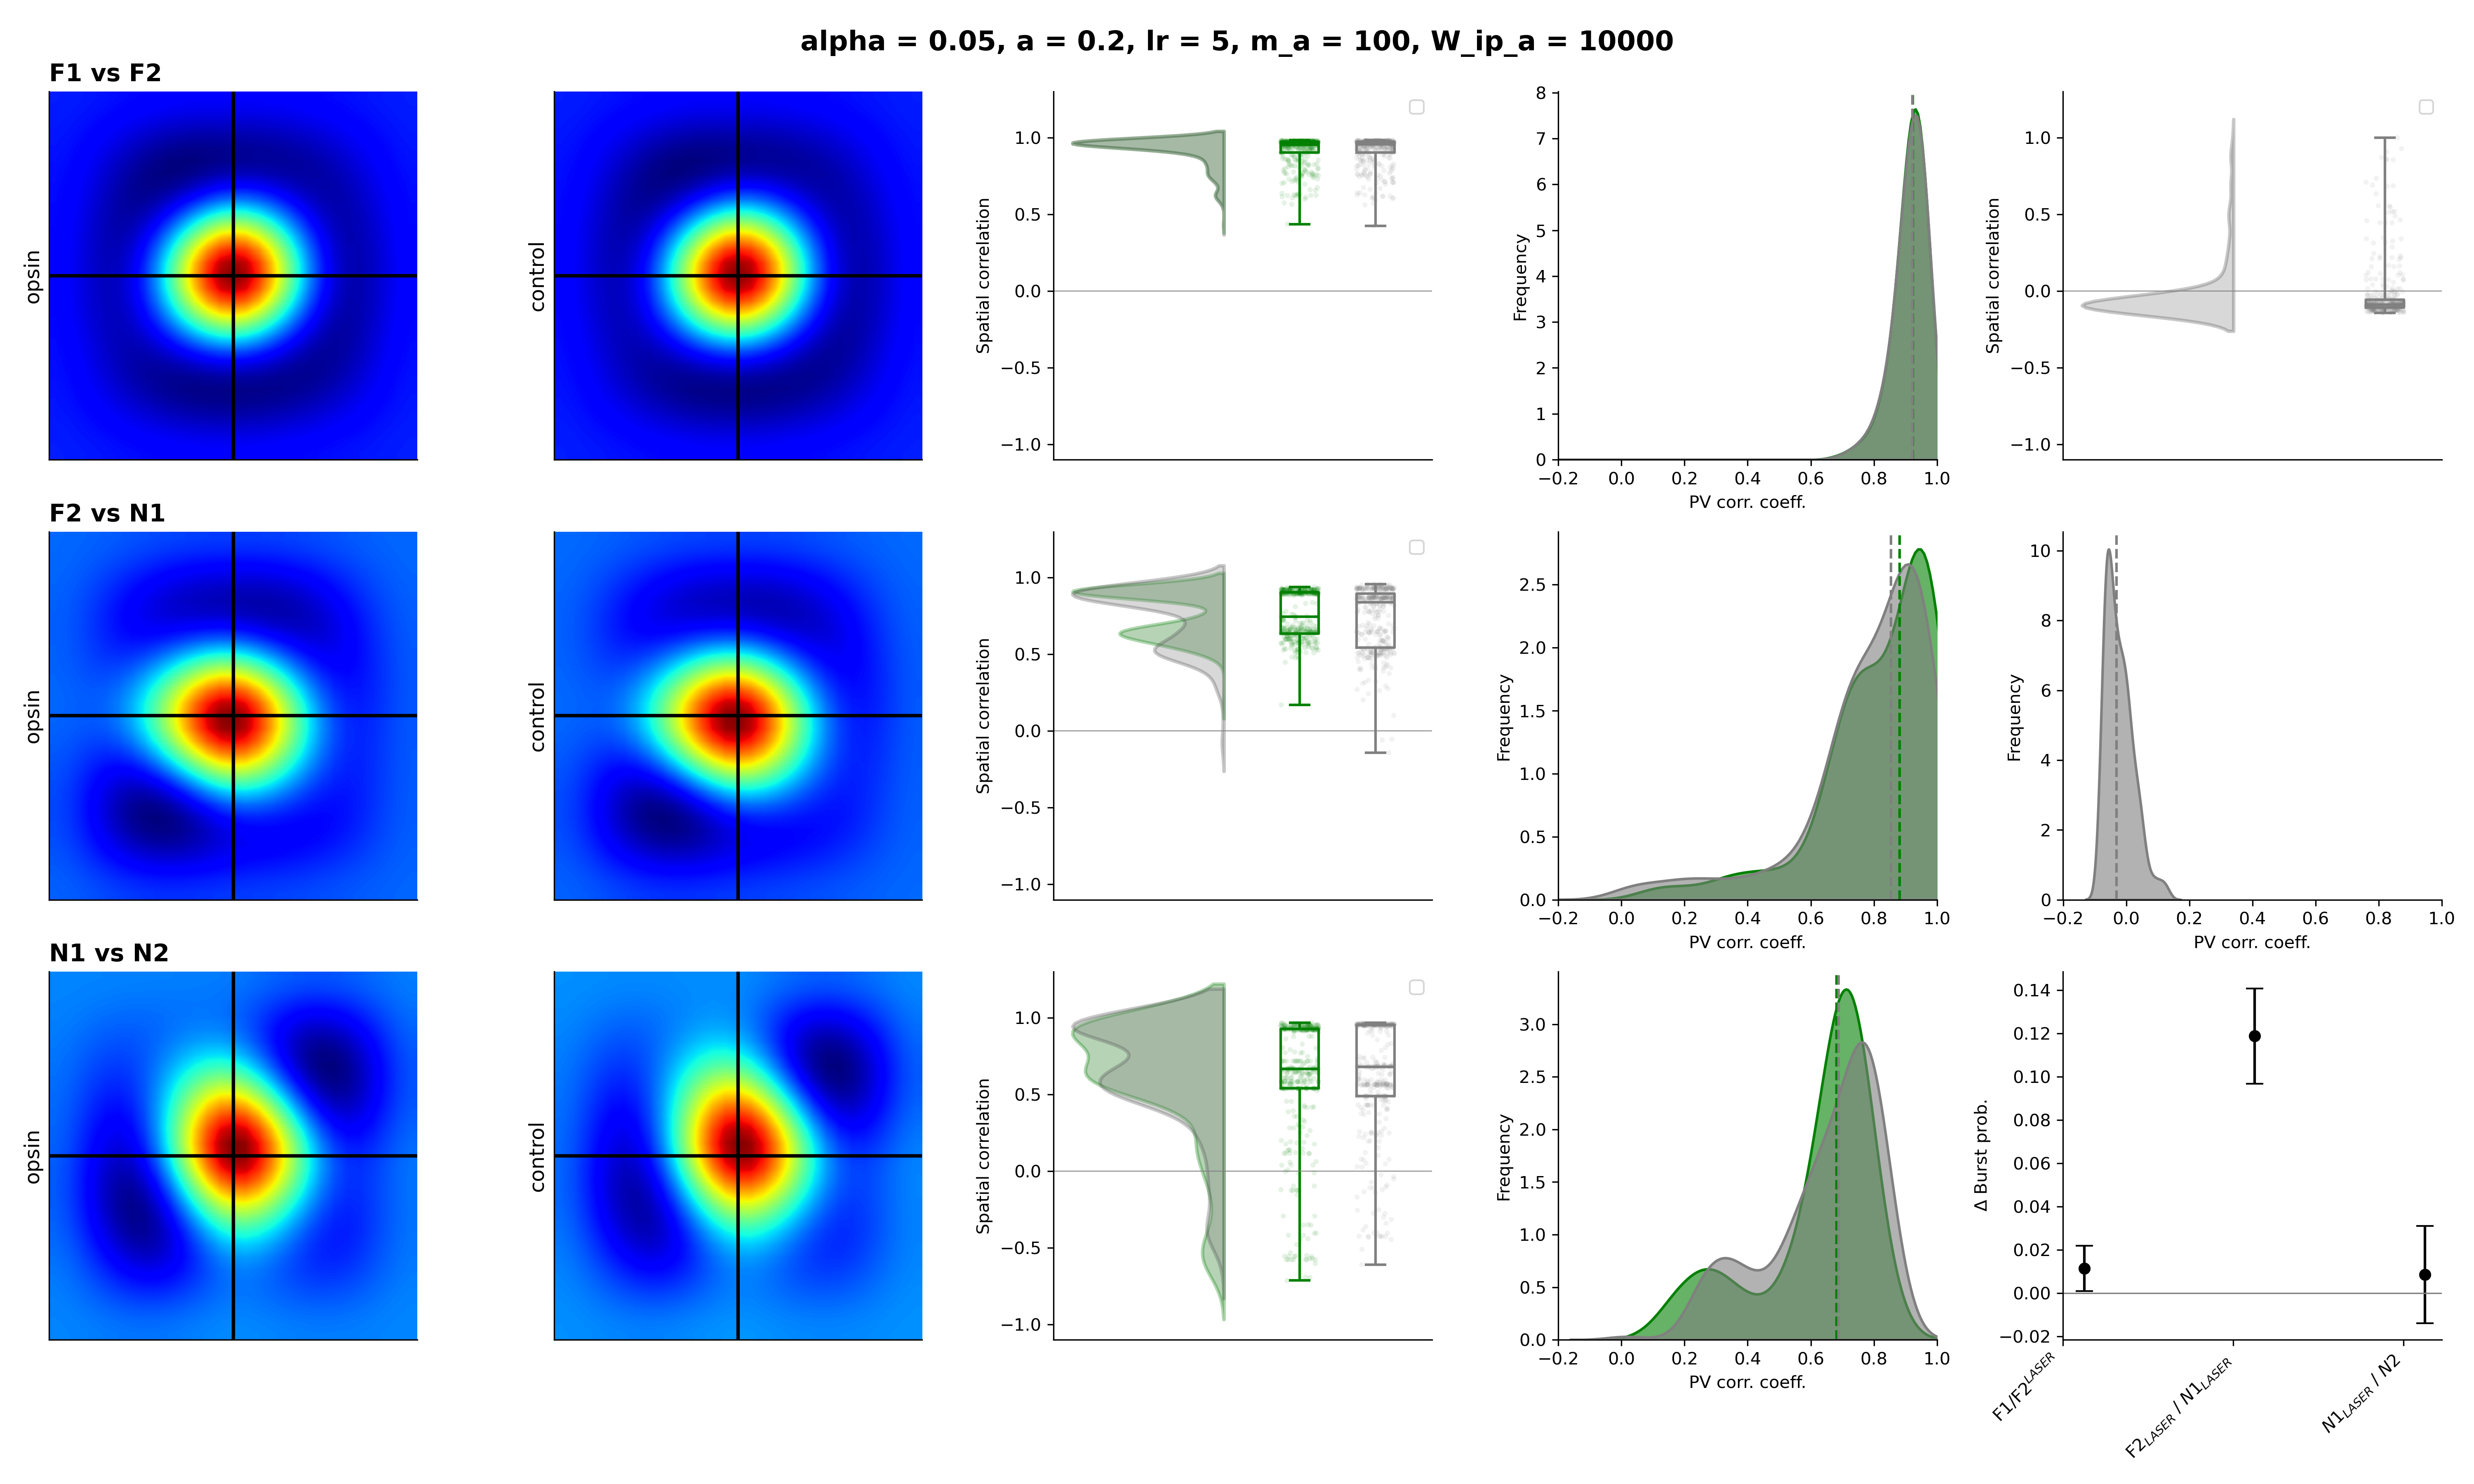 alpha = 0.05, a = 0.2, lr = 5, m_a = 100, W_ip_a = 10000
F1 vs F2
opsin
control
Spatial correlation
1.0
0.5
0.0
−0.5
−1.0
Frequency
8
7
6
5
4
3
2
1
0
−0.2 0.0 0.2 0.4 0.6 0.8 1.0
PV corr. coeff.
Spatial correlation
1.0
0.5
0.0
−0.5
−1.0
F2 vs N1
opsin
control
Spatial correlation
1.0
0.5
0.0
−0.5
−1.0
Frequency
2.5
2.0
1.5
1.0
0.5
0.0
−0.2 0.0 0.2 0.4 0.6 0.8 1.0
PV corr. coeff.
Frequency
10
8
6
4
2
0
−0.2 0.0 0.2 0.4 0.6 0.8 1.0
PV corr. coeff.
N1 vs N2
opsin
control
Spatial correlation
1.0
0.5
0.0
−0.5
−1.0
Frequency
3.0
2.5
2.0
1.5
1.0
0.5
0.0
−0.2 0.0 0.2 0.4 0.6 0.8 1.0
PV corr. coeff.
Δ Burst prob.
0.14
0.12
0.10
0.08
0.06
0.04
0.02
0.00
−0.02
F1/F2^LASER
F2_LASER / N1_LASER
N1_LASER / N2